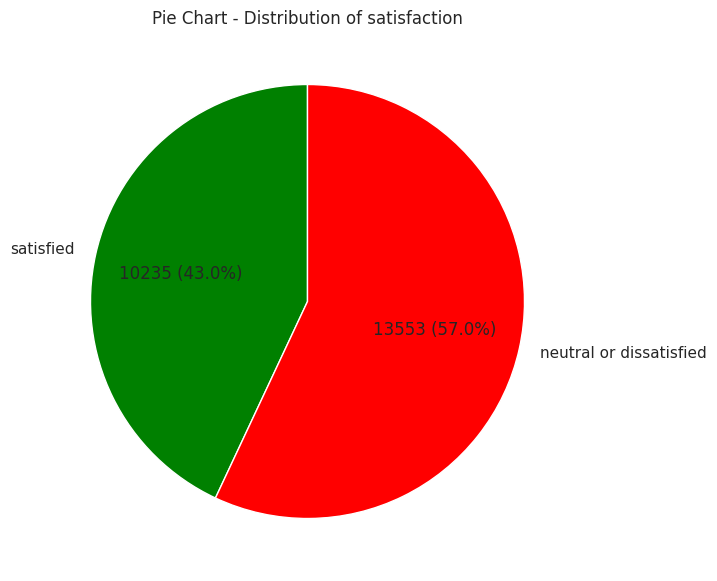 Pie Chart - Distribution of satisfaction
satisfied
10235 (43.0%)
13553 (57.0%)
neutral or dissatisfied